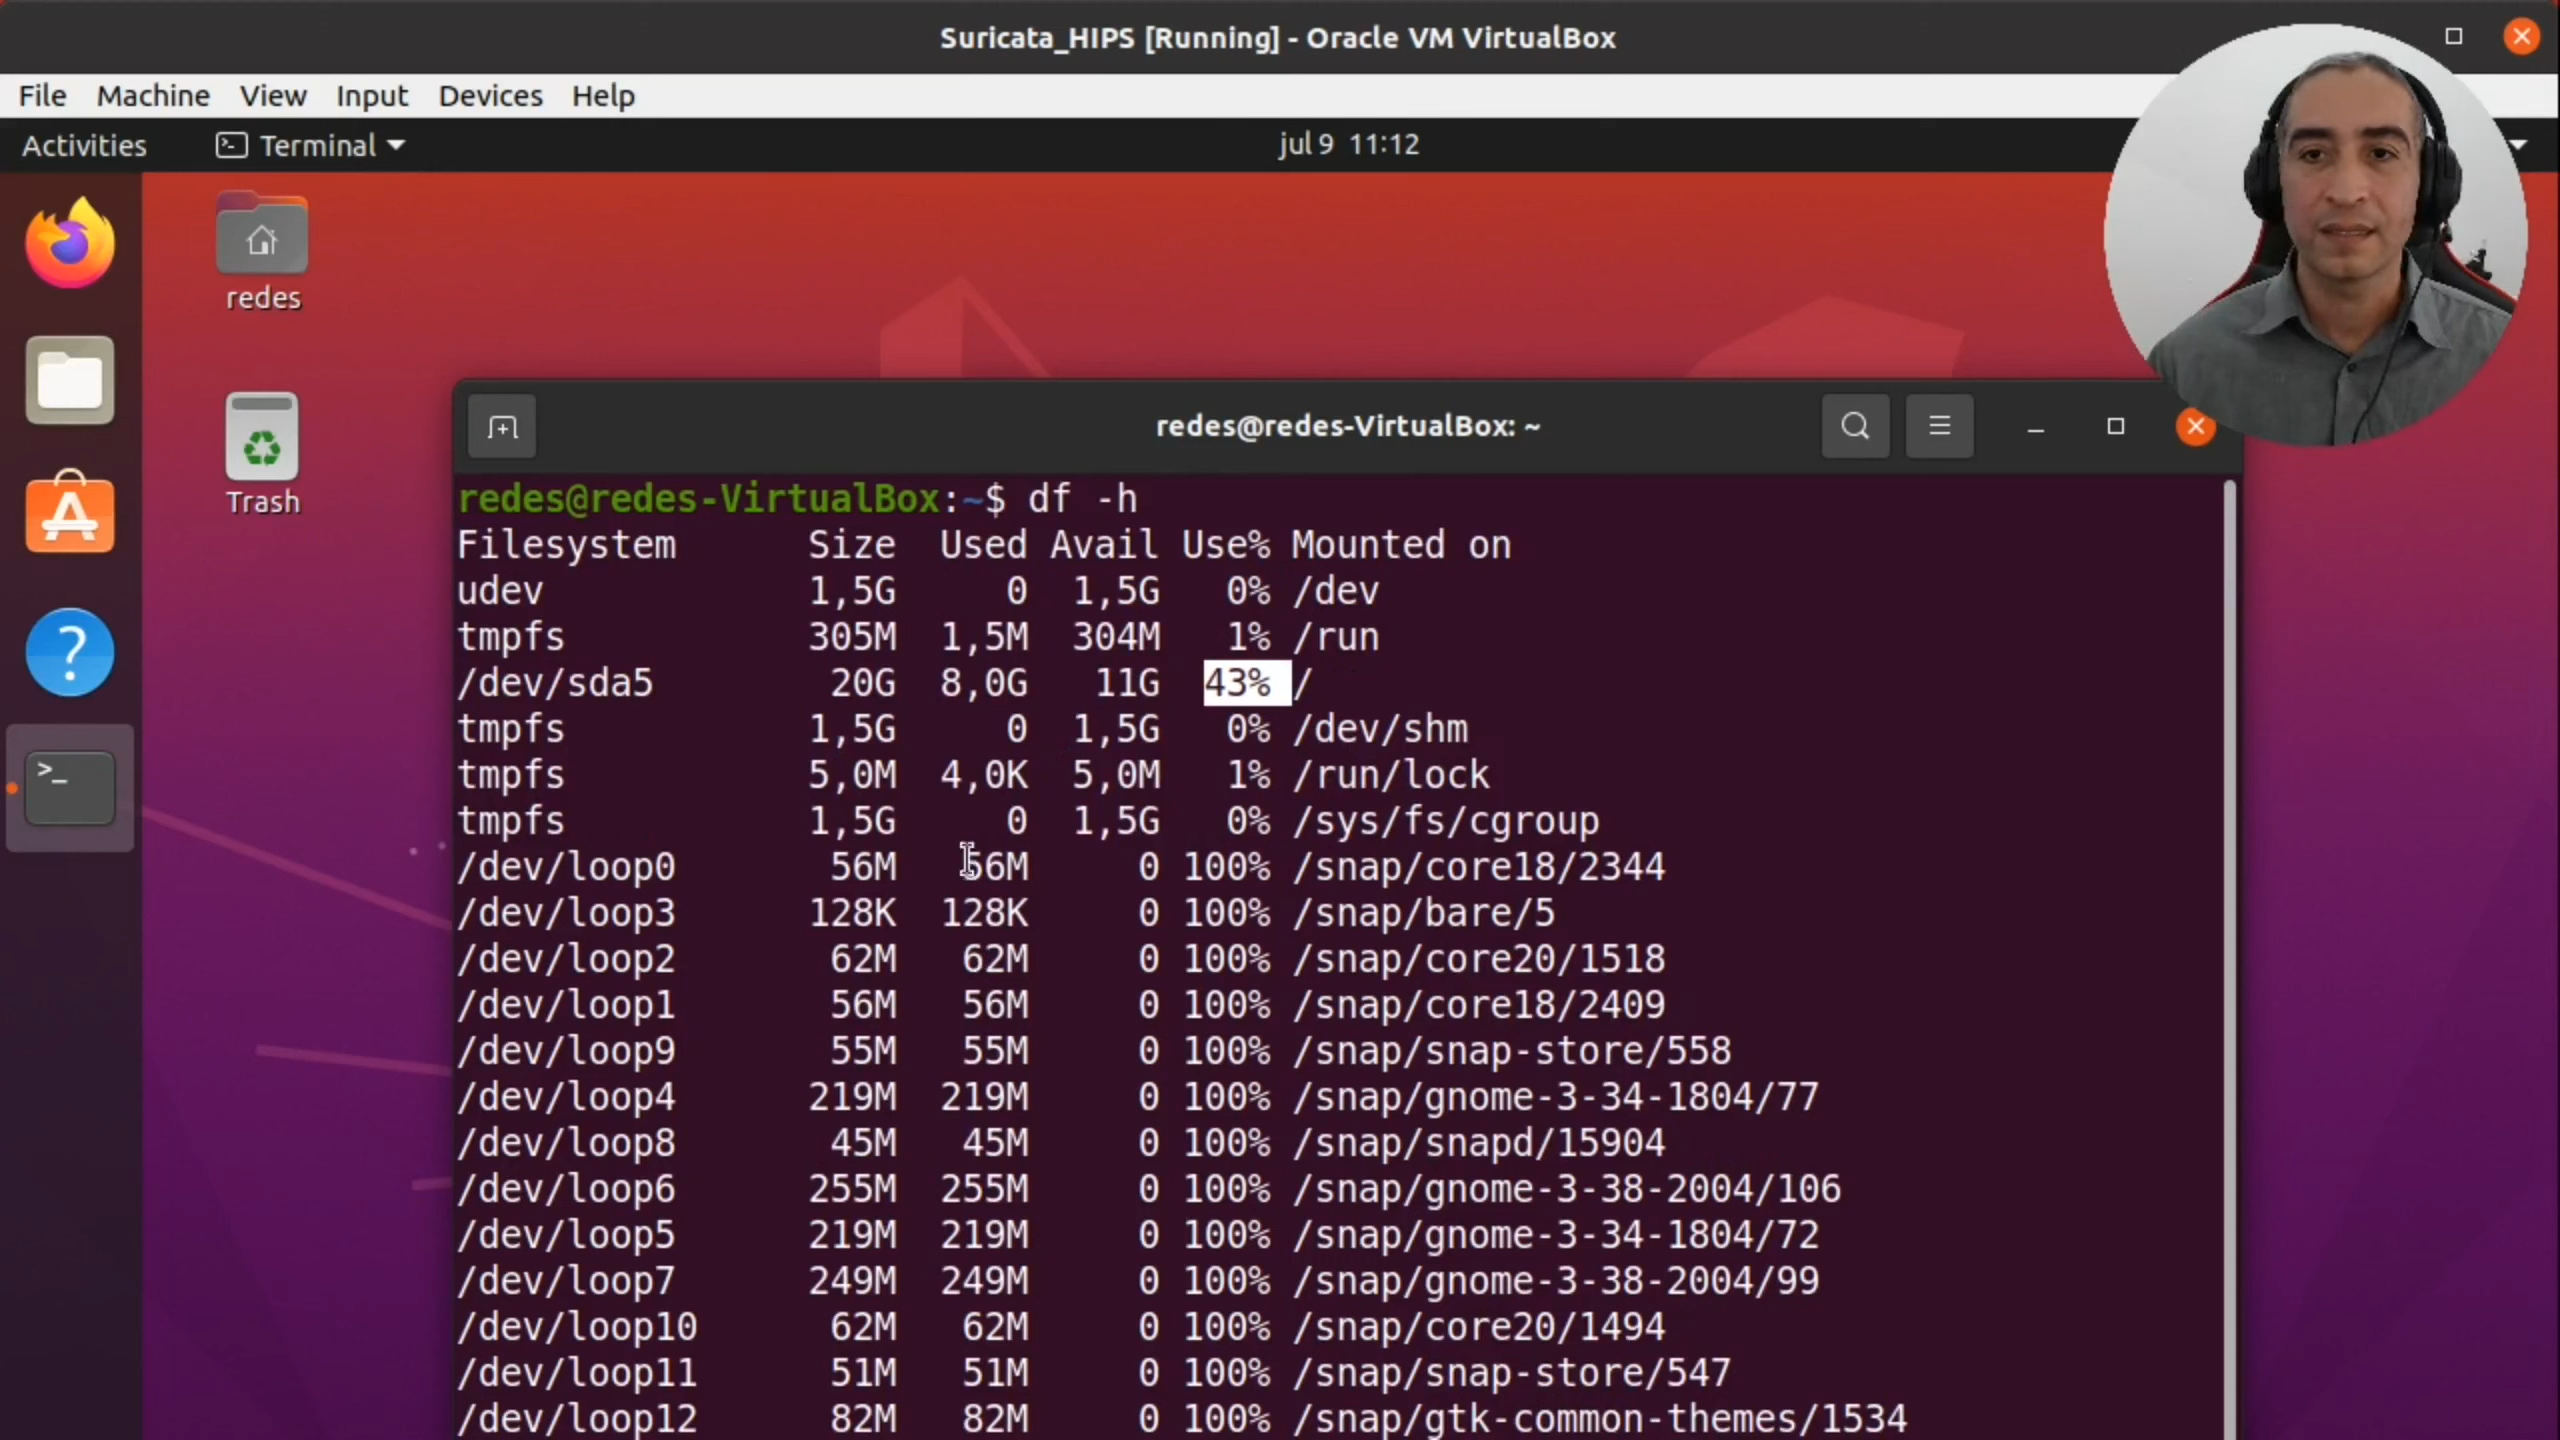 Suricata_HIPS [Running] - Oracle VM VirtualBox
File Machine View Input Devices Help
Activities Terminal jul 9 11:12
redes
Trash
redes@redes-VirtualBox: ~
redes@redes-VirtualBox:~$ df -h
Filesystem Size Used Avail Use% Mounted on
udev 1,5G 0 1,5G 0% /dev
tmpfs 305M 1,5M 304M 1% /run
/dev/sda5 20G 8,0G 11G 43% /
tmpfs 1,5G 0 1,5G 0% /dev/shm
tmpfs 5,0M 4,0K 5,0M 1% /run/lock
tmpfs 1,5G 0 1,5G 0% /sys/fs/cgroup
/dev/loop0 56M 56M 0 100% /snap/core18/2344
/dev/loop3 128K 128K 0 100% /snap/bare/5
/dev/loop2 62M 62M 0 100% /snap/core20/1518
/dev/loop1 56M 56M 0 100% /snap/core18/2409
/dev/loop9 55M 55M 0 100% /snap/snap-store/558
/dev/loop4 219M 219M 0 100% /snap/gnome-3-34-1804/77
/dev/loop8 45M 45M 0 100% /snap/snapd/15904
/dev/loop6 255M 255M 0 100% /snap/gnome-3-38-2004/106
/dev/loop5 219M 219M 0 100% /snap/gnome-3-34-1804/72
/dev/loop7 249M 249M 0 100% /snap/gnome-3-38-2004/99
/dev/loop10 62M 62M 0 100% /snap/core20/1494
/dev/loop11 51M 51M 0 100% /snap/snap-store/547
/dev/loop12 82M 82M 0 100% /snap/gtk-common-themes/1534